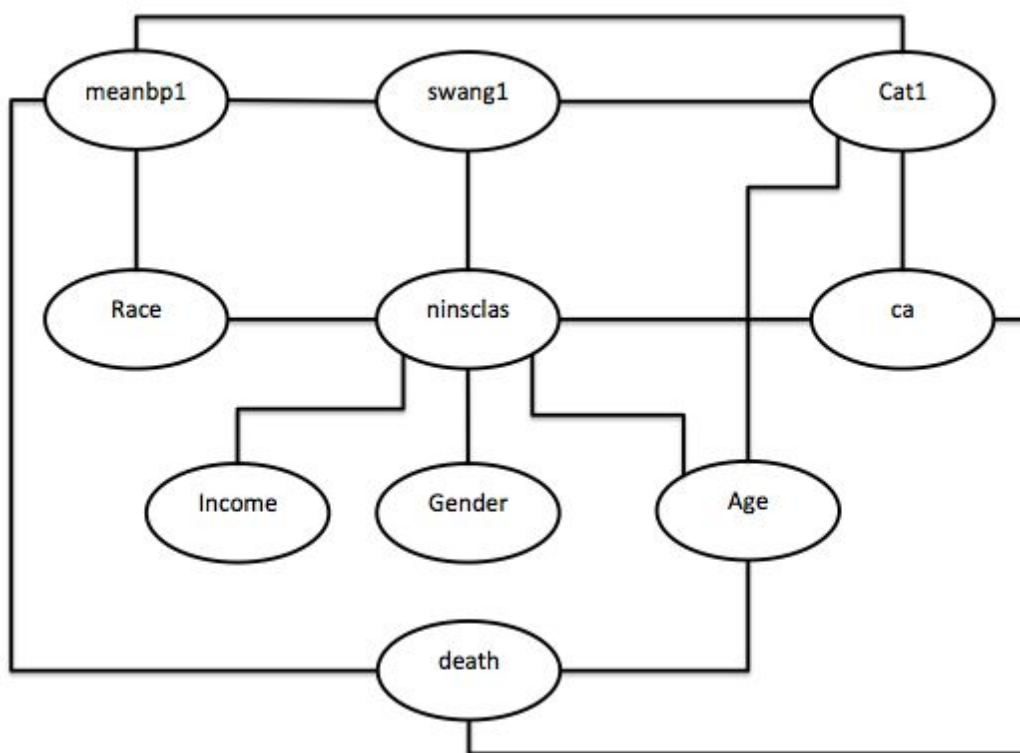 meanbp1
swang1
Cat1
Race
ninsclas
ca
Income
Gender
Age
death